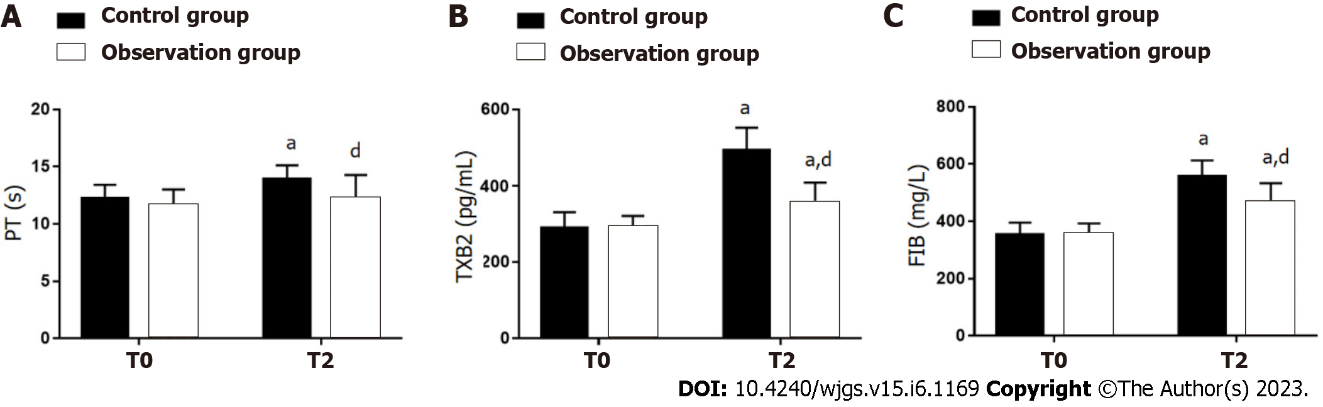 A
Control group
Observation group
PT (s)
20
15
10
5
0
a
d
T0
T2
B
Control group
Observation group
TXB2 (pg/mL)
600
400
200
0
a
a,d
T0
T2
C
Control group
Observation group
FIB (mg/L)
800
600
400
200
0
a
a,d
T0
T2
DOI: 10.4240/wjgs.v15.i6.1169 Copyright ©The Author(s) 2023.